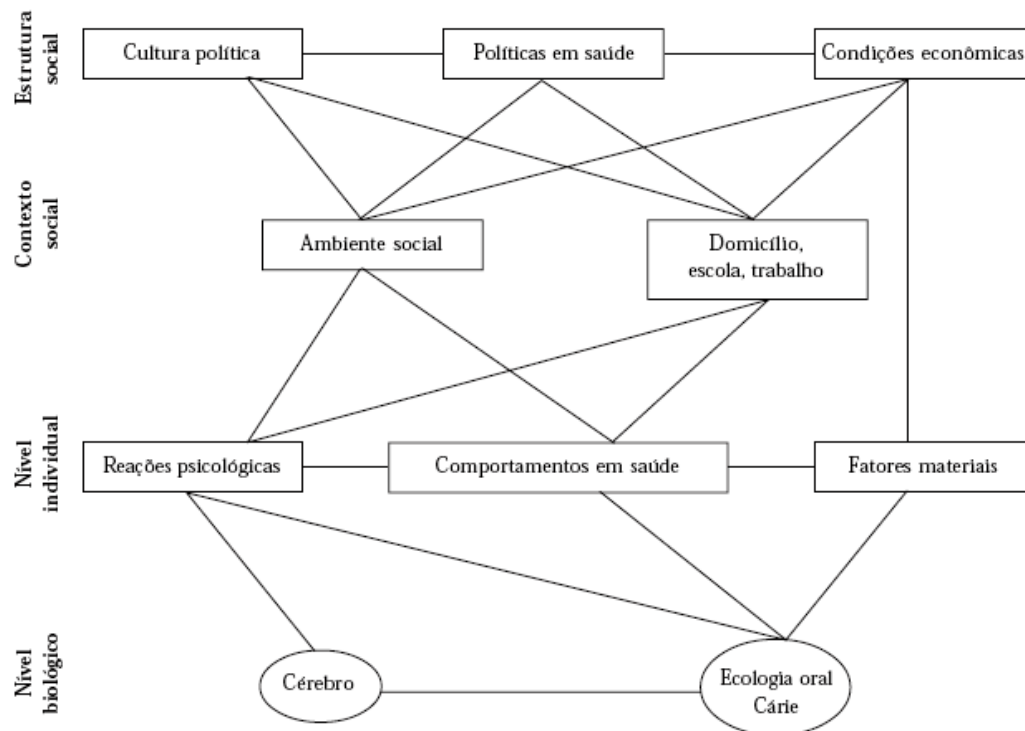 Estrutura
social
Cultura política
Políticas em saúde
Condições econômicas
Contexto
social
Ambiente social
Domicílio,
escola, trabalho
Nível
individual
Reações psicológicas
Comportamentos em saúde
Fatores materiais
Nível
biológico
Cérebro
Ecologia oral
Cárie